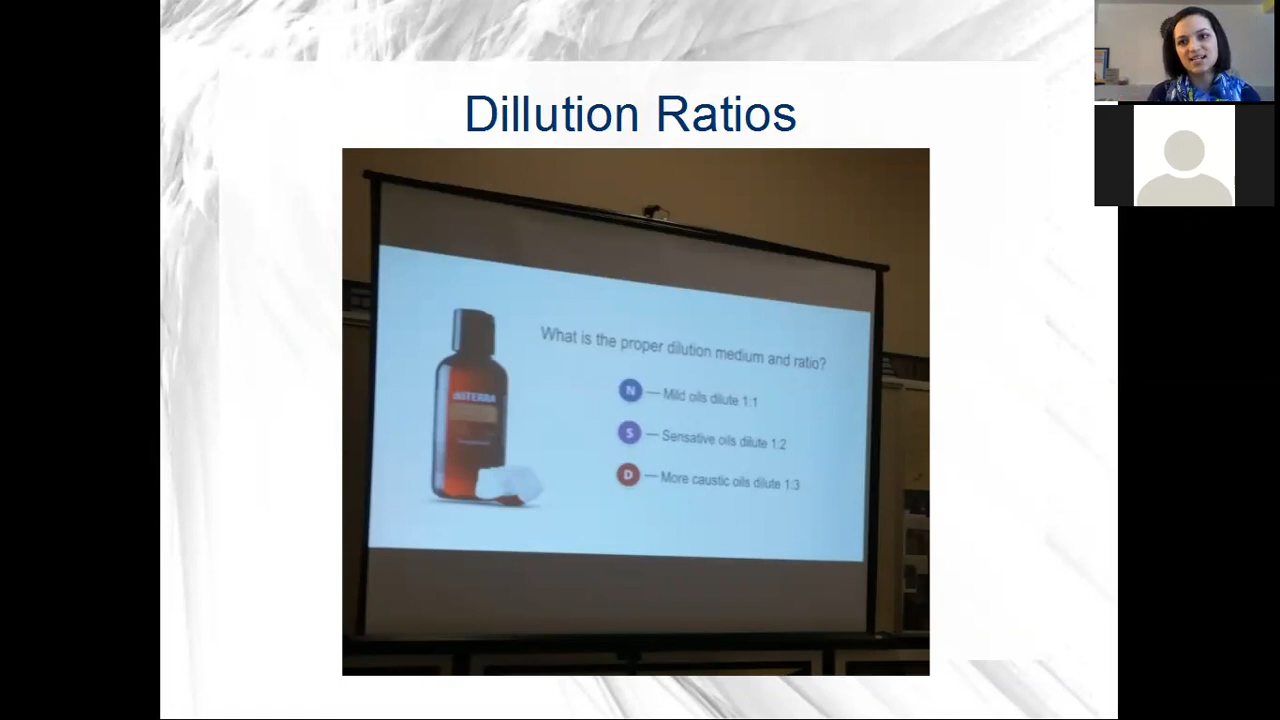 Dillution Ratios
What is the proper dilution medium and ratio?
N — Mild oils dilute 1:1
S — Sensative oils dilute 1:2
D — More caustic oils dilute 1:3
dōTERRA